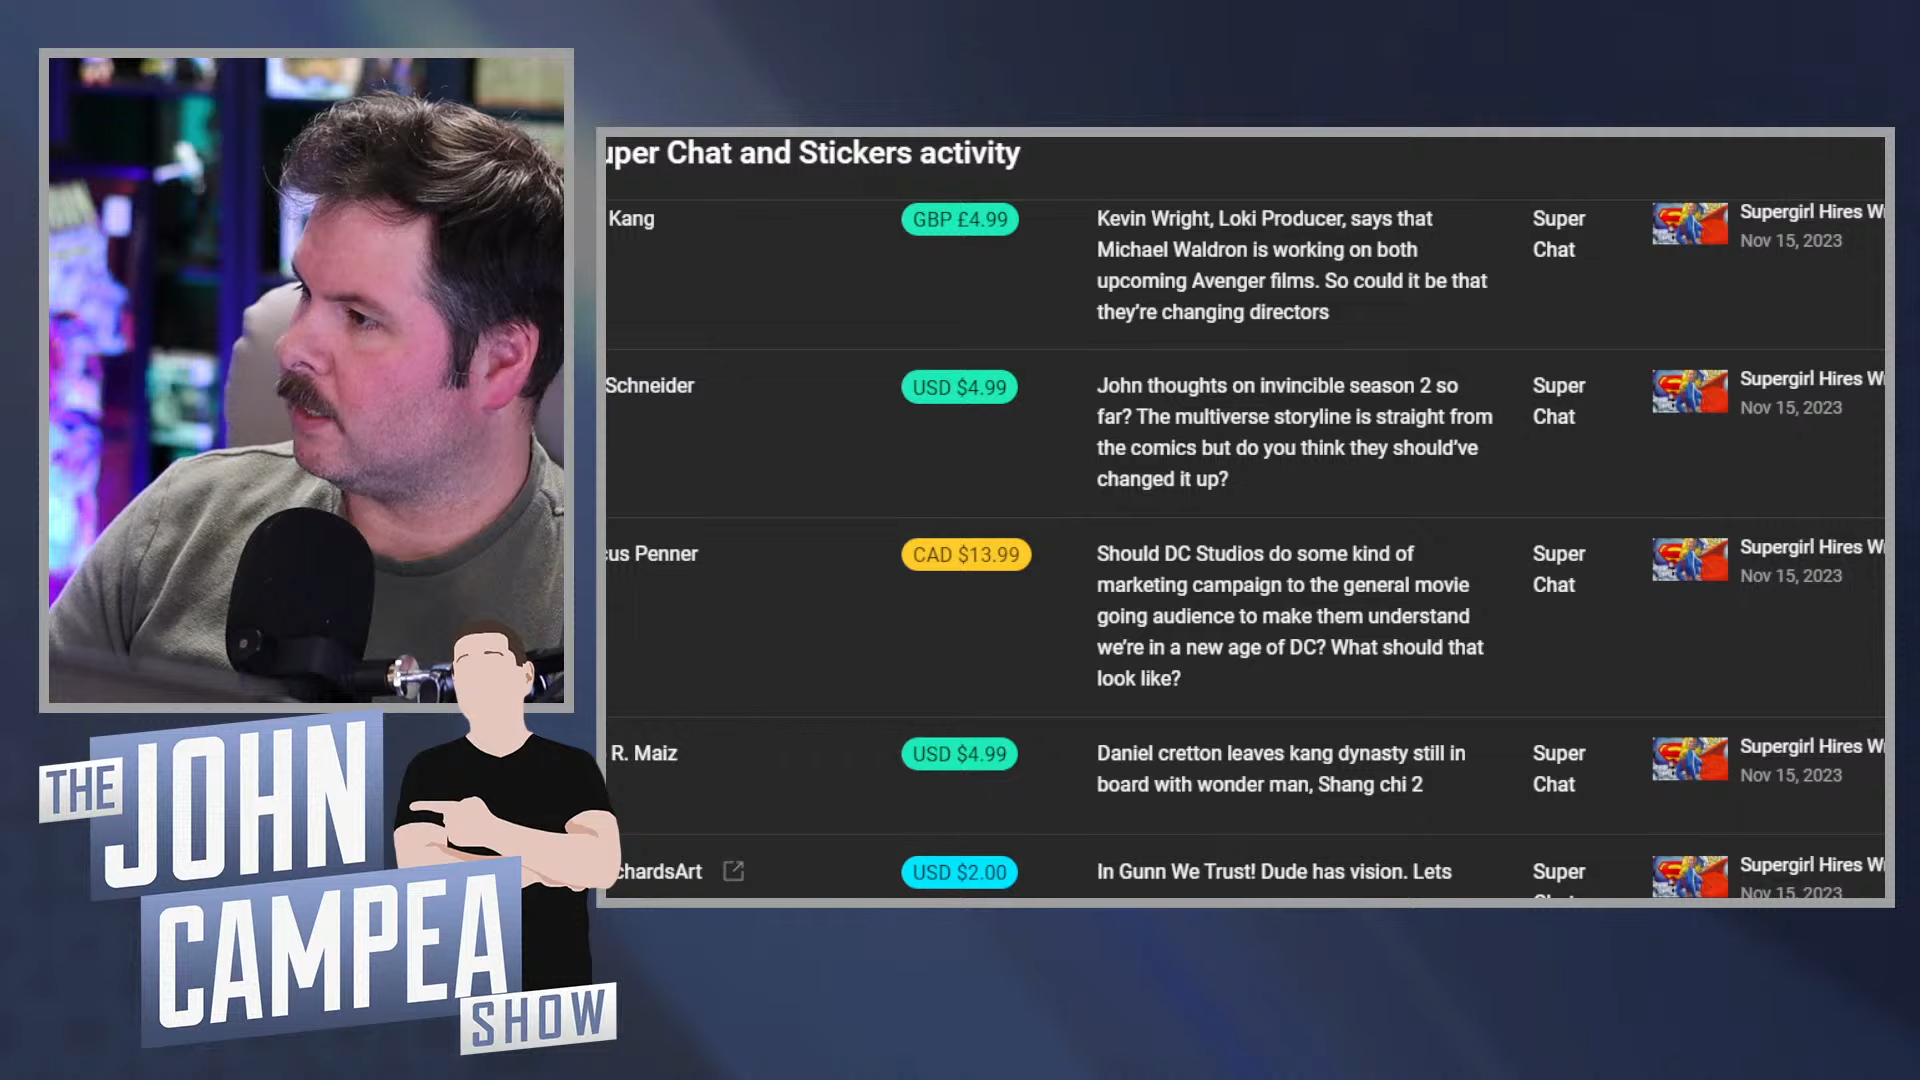 uper Chat and Stickers activity
Kang
GBP £4.99
Kevin Wright, Loki Producer, says that
Michael Waldron is working on both
upcoming Avenger films. So could it be that
they're changing directors
Super
Chat
Supergirl Hires W
Nov 15, 2023
Schneider
USD $4.99
John thoughts on invincible season 2 so
far? The multiverse storyline is straight from
the comics but do you think they should've
changed it up?
Super
Chat
Supergirl Hires W
Nov 15, 2023
cus Penner
CAD $13.99
Should DC Studios do some kind of
marketing campaign to the general movie
going audience to make them understand
we're in a new age of DC? What should that
look like?
Super
Chat
Supergirl Hires W
Nov 15, 2023
R. Maiz
USD $4.99
Daniel cretton leaves kang dynasty still in
board with wonder man, Shang chi 2
Super
Chat
Supergirl Hires W
Nov 15, 2023
chardsArt
USD $2.00
In Gunn We Trust! Dude has vision. Lets
Super
Supergirl Hires W
Nov 15, 2023
THE
JOHN
CAMPEA
SHOW